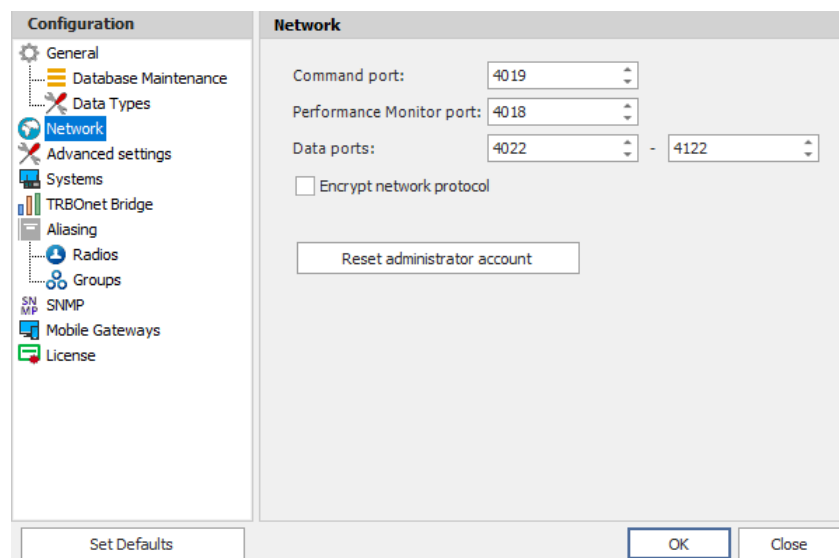 Configuration
General
Database Maintenance
Data Types
Network
Advanced settings
Systems
TRBOnet Bridge
Aliasing
Radios
Groups
SN
MP SNMP
Mobile Gateways
License
Set Defaults
Network
Command port: 4019
Performance Monitor port: 4018
Data ports: 4022 - 4122
Encrypt network protocol
Reset administrator account
OK Close